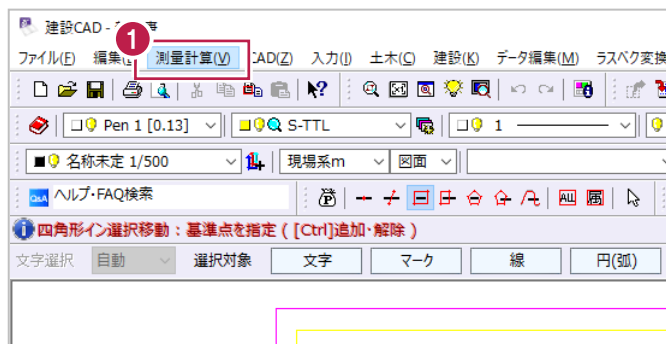 建設CAD -
1
ファイル(F) 編集( 測量計算(V) CAD(Z) 入力(I) 土木(C) 建設(K) データ編集(M) ラスベク変換
Pen 1 [0.13] S-TTL 1
名称未定 1/500 現場系m 図面
Q&A ヘルプ・FAQ検索 ALL 属
四角形イン選択移動：基準点を指定 ( [Ctrl]追加・解除 )
文字選択 自動 選択対象 文字 マーク 線 円(弧)